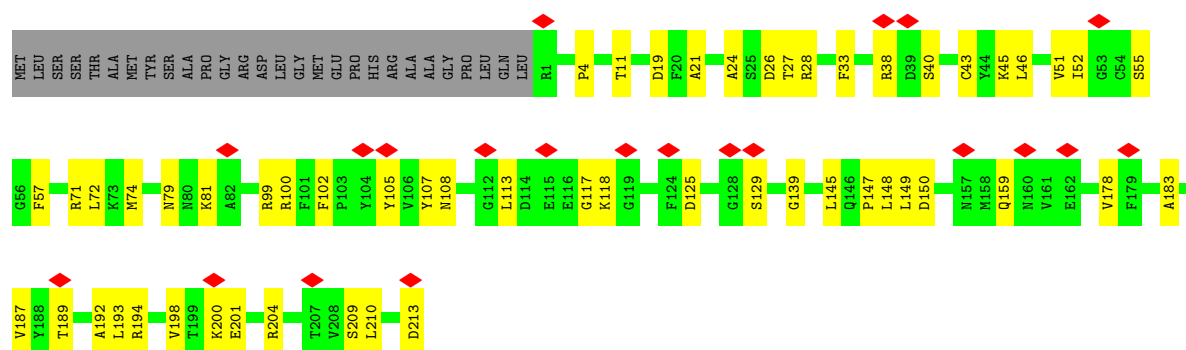 MET LEU SER SER THR ALA MET TYR SER ALA PRO GLY ARG ASP LEU GLY MET GLU PRO HIS ARG ALA ALA GLY PRO LEU GLN LEU R1 P4 T11 D19 F20 A21 A24 S25 D26 T27 R28 F33 R38 D39 S40 C43 Y44 K45 L46 V51 I52 G53 C54 S55
G56 F57 R71 L72 K73 M74 N79 N80 K81 A82 R99 R100 F101 F102 P103 Y104 Y105 V106 Y107 N108 G112 L113 D114 E115 E116 G117 K118 G119 F124 D125 G128 S129 G139 L145 Q146 P147 L148 L149 D150 N157 M158 Q159 N160 V161 E162 V178 F179 A183
V187 Y188 T189 A192 L193 R194 V198 T199 K200 E201 R204 T207 V208 S209 L210 D213